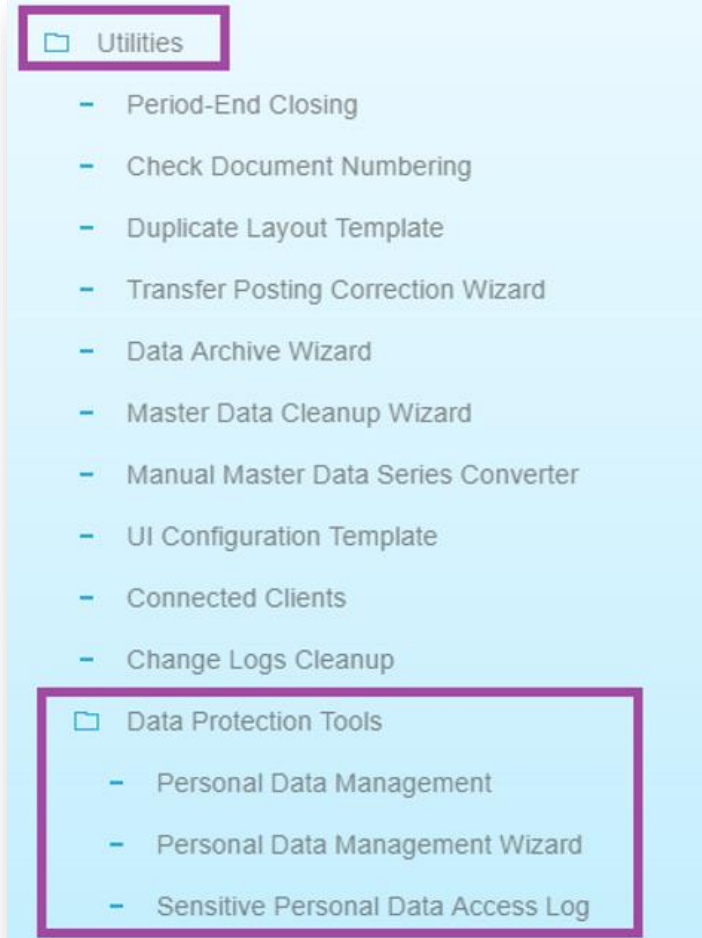 Utilities
Period-End Closing
Check Document Numbering
Duplicate Layout Template
Transfer Posting Correction Wizard
Data Archive Wizard
Master Data Cleanup Wizard
Manual Master Data Series Converter
UI Configuration Template
Connected Clients
Change Logs Cleanup
Data Protection Tools
Personal Data Management
Personal Data Management Wizard
Sensitive Personal Data Access Log